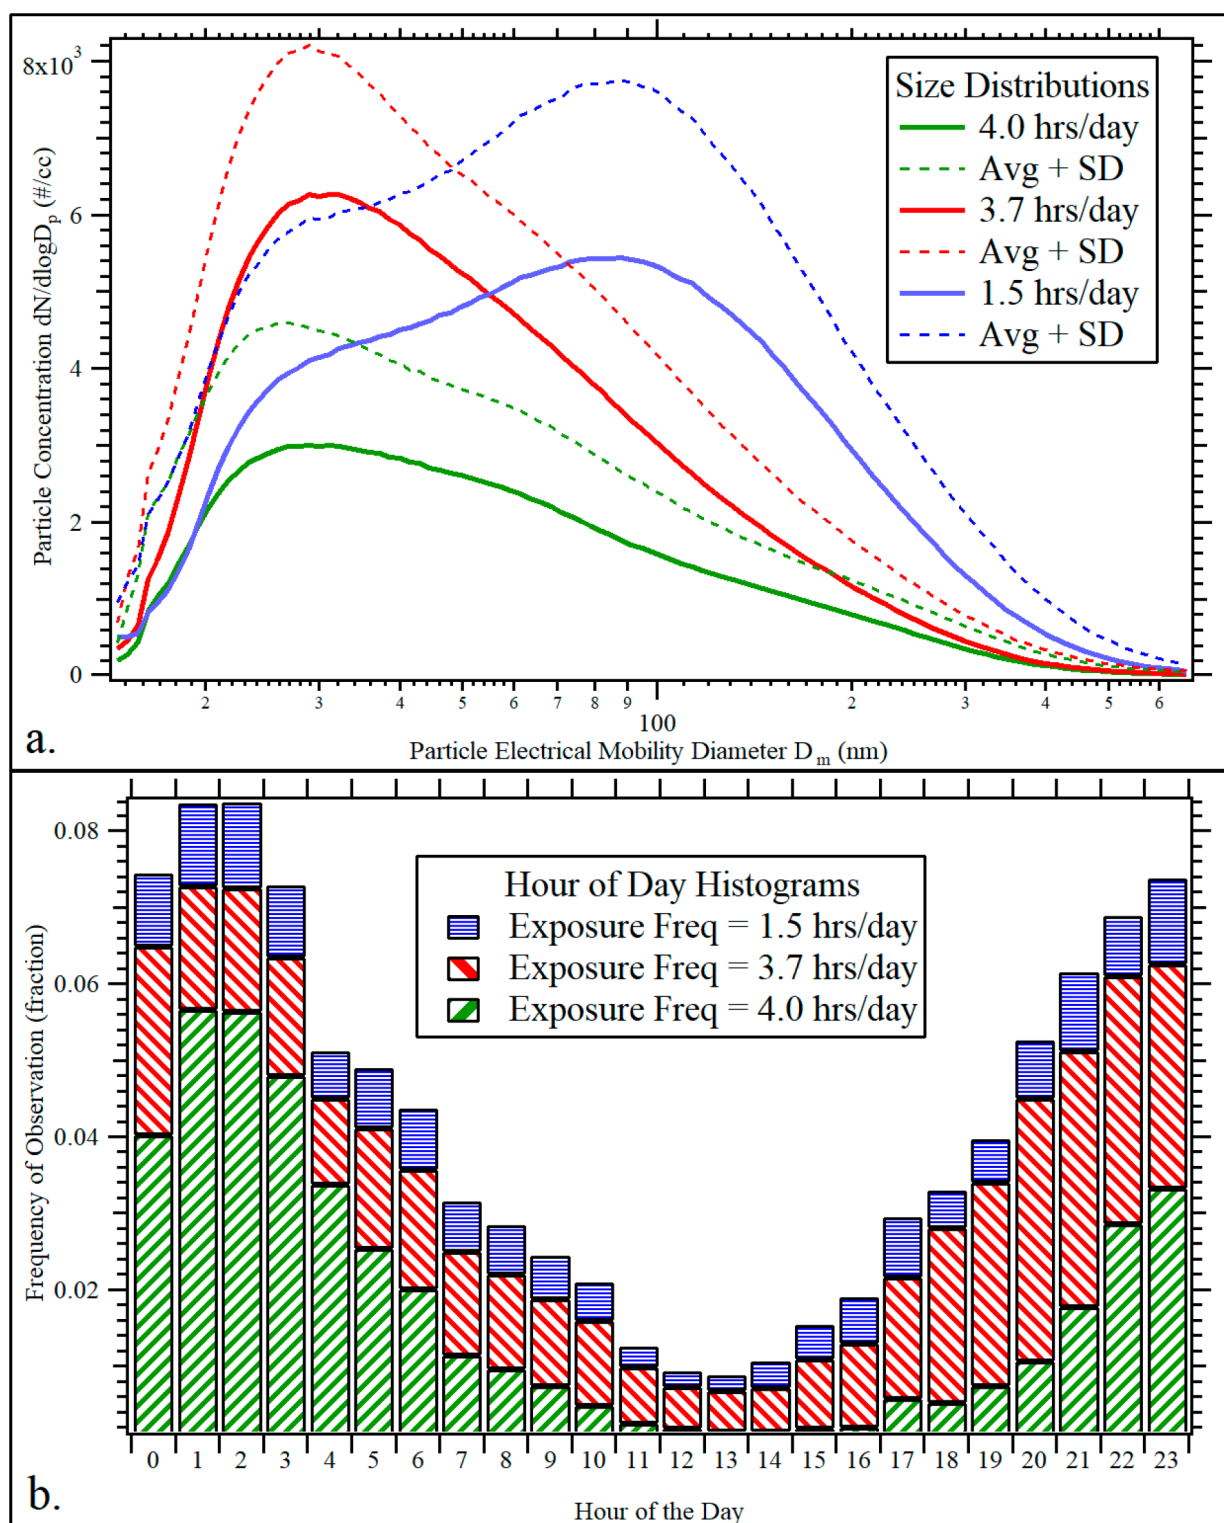 8x10³
6
4
2
0
Particle Concentration dN/dlogDₚ (#/cc)
Size Distributions
4.0 hrs/day
Avg + SD
3.7 hrs/day
Avg + SD
1.5 hrs/day
Avg + SD
2 3 4 5 6 7 8 9 100 2 3 4 5 6
Particle Electrical Mobility Diameter Dₘ (nm)
a.
0.08
0.06
0.04
0.02
Frequency of Observation (fraction)
Hour of Day Histograms
Exposure Freq = 1.5 hrs/day
Exposure Freq = 3.7 hrs/day
Exposure Freq = 4.0 hrs/day
0 1 2 3 4 5 6 7 8 9 10 11 12 13 14 15 16 17 18 19 20 21 22 23
Hour of the Day
b.